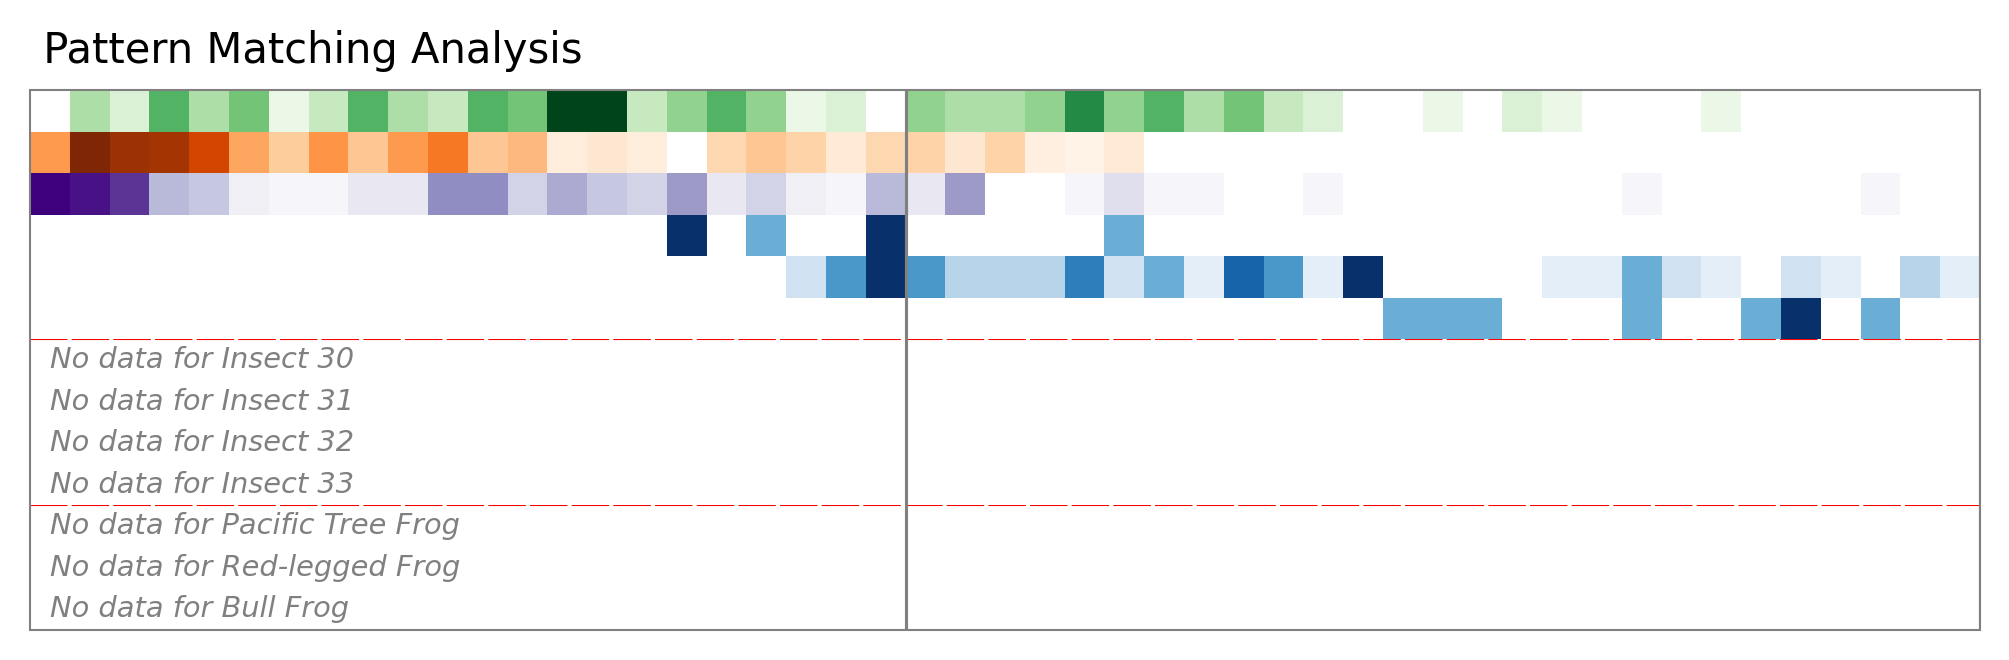 Pattern Matching Analysis
No data for Insect 30
No data for Insect 31
No data for Insect 32
No data for Insect 33
No data for Pacific Tree Frog
No data for Red-legged Frog
No data for Bull Frog